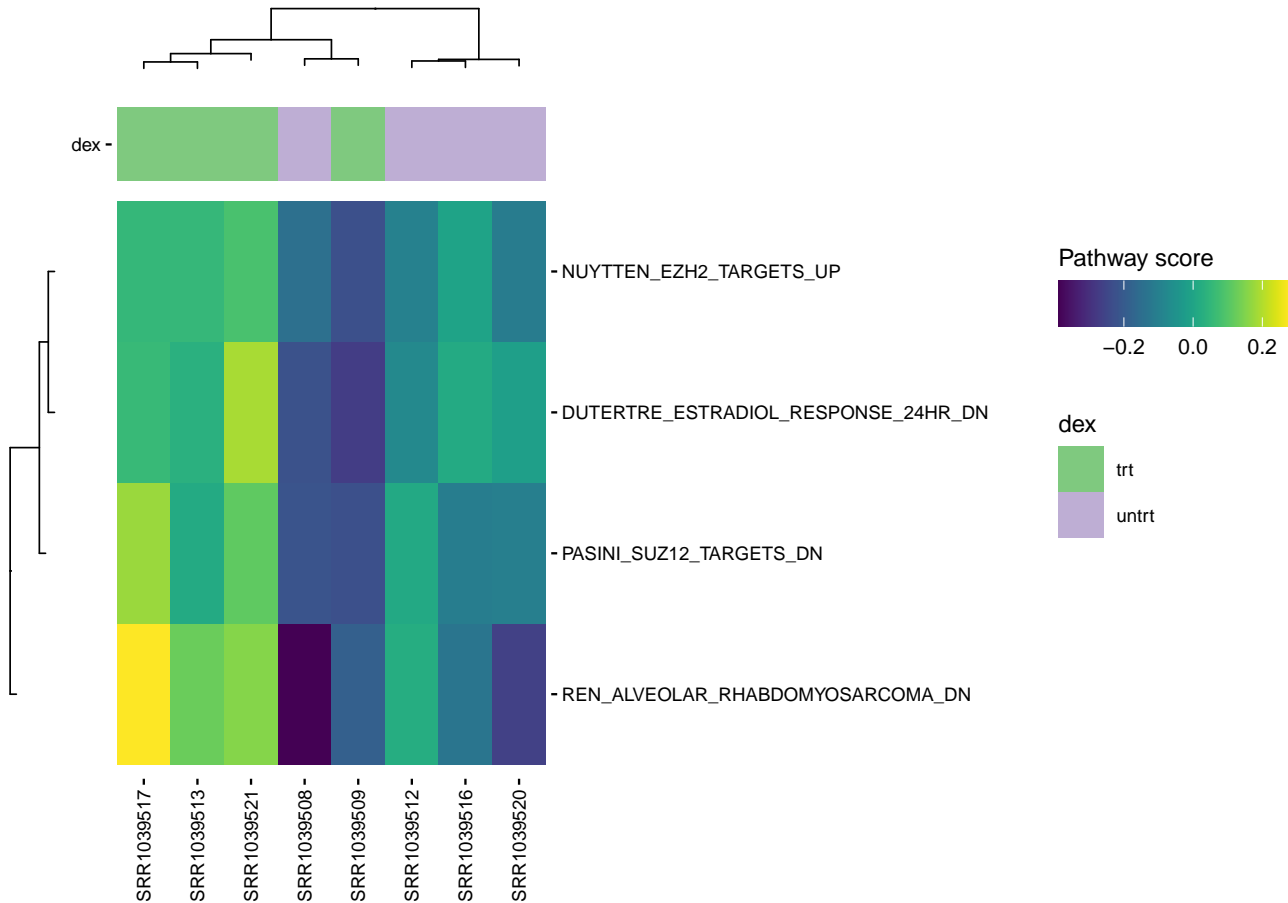 dex
NUYTTEN_EZH2_TARGETS_UP
DUTERTRE_ESTRADIOL_RESPONSE_24HR_DN
PASINI_SUZ12_TARGETS_DN
REN_ALVEOLAR_RHABDOMYOSARCOMA_DN
SRR1039517
SRR1039513
SRR1039521
SRR1039508
SRR1039509
SRR1039512
SRR1039516
SRR1039520
Pathway score
−0.2 0.0 0.2
dex
trt
untrt